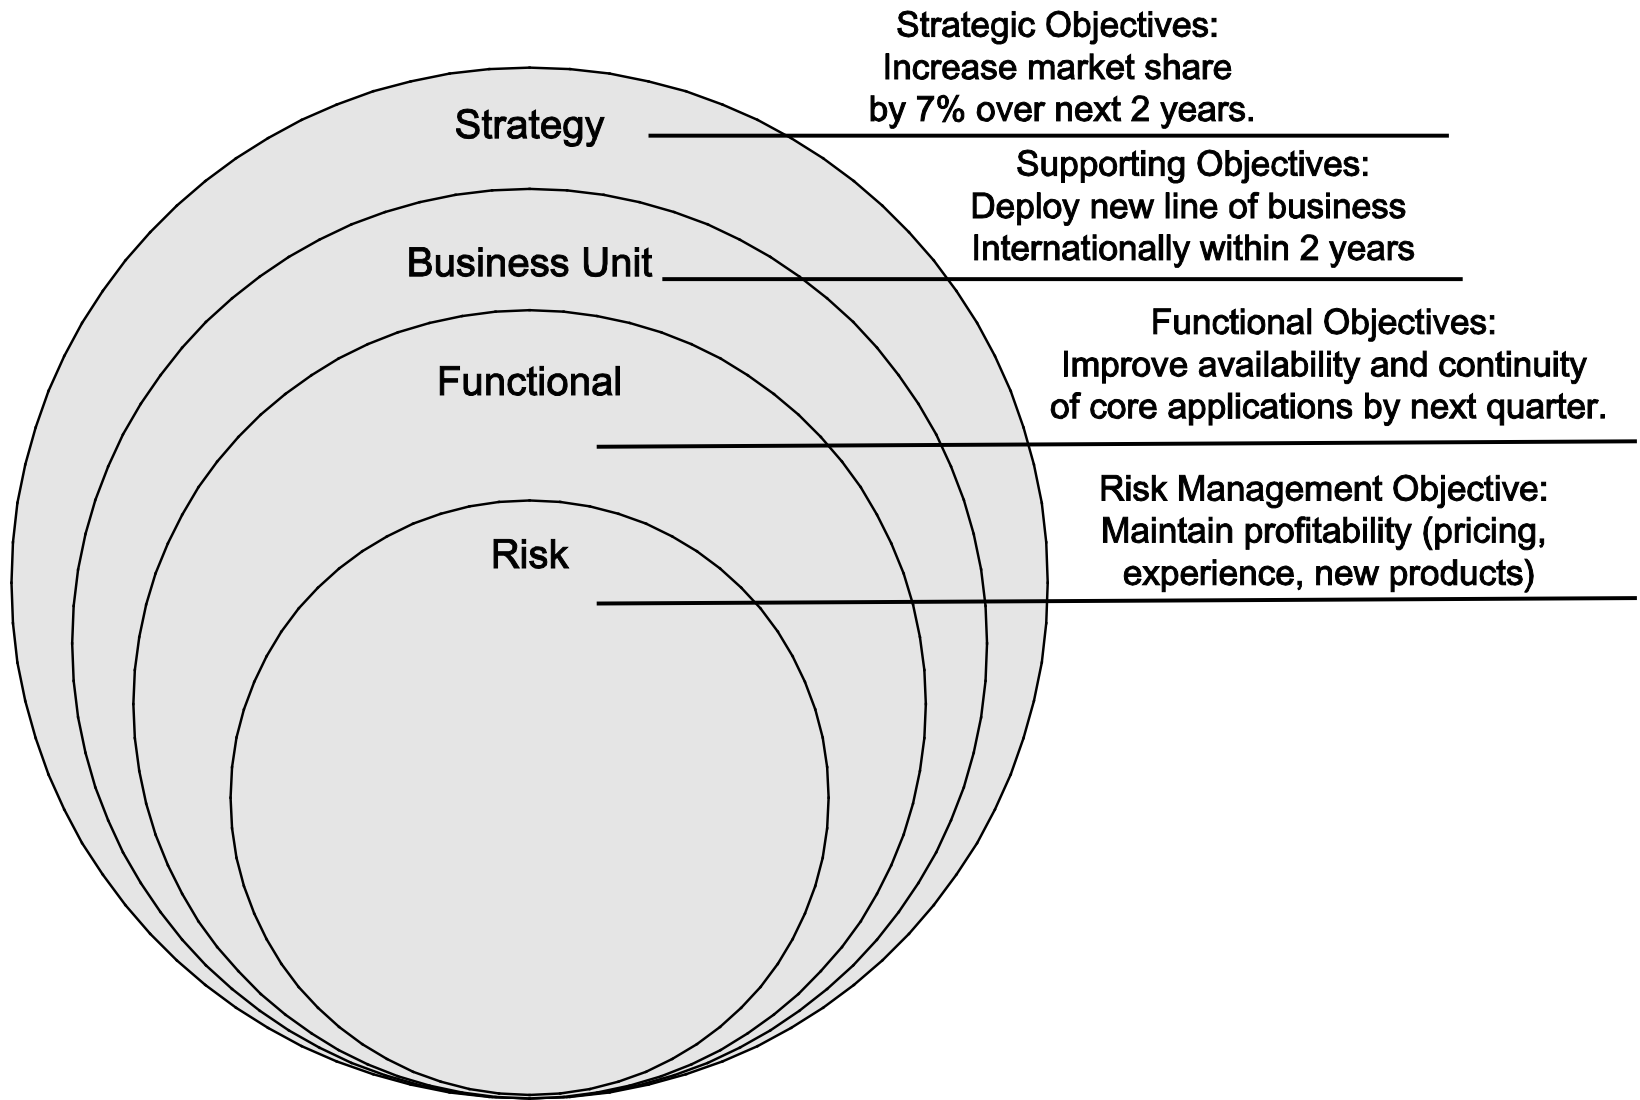 Strategic Objectives:
Increase market share
by 7% over next 2 years.
Strategy
Supporting Objectives:
Deploy new line of business
Internationally within 2 years
Business Unit
Functional Objectives:
Improve availability and continuity
of core applications by next quarter.
Functional
Risk Management Objective:
Maintain profitability (pricing,
experience, new products)
Risk